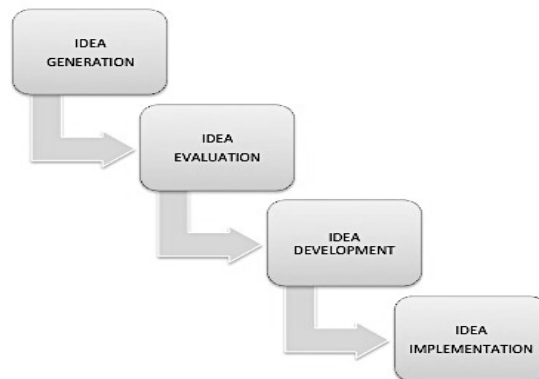 IDEA
GENERATION
IDEA
EVALUATION
IDEA
DEVELOPMENT
IDEA
IMPLEMENTATION